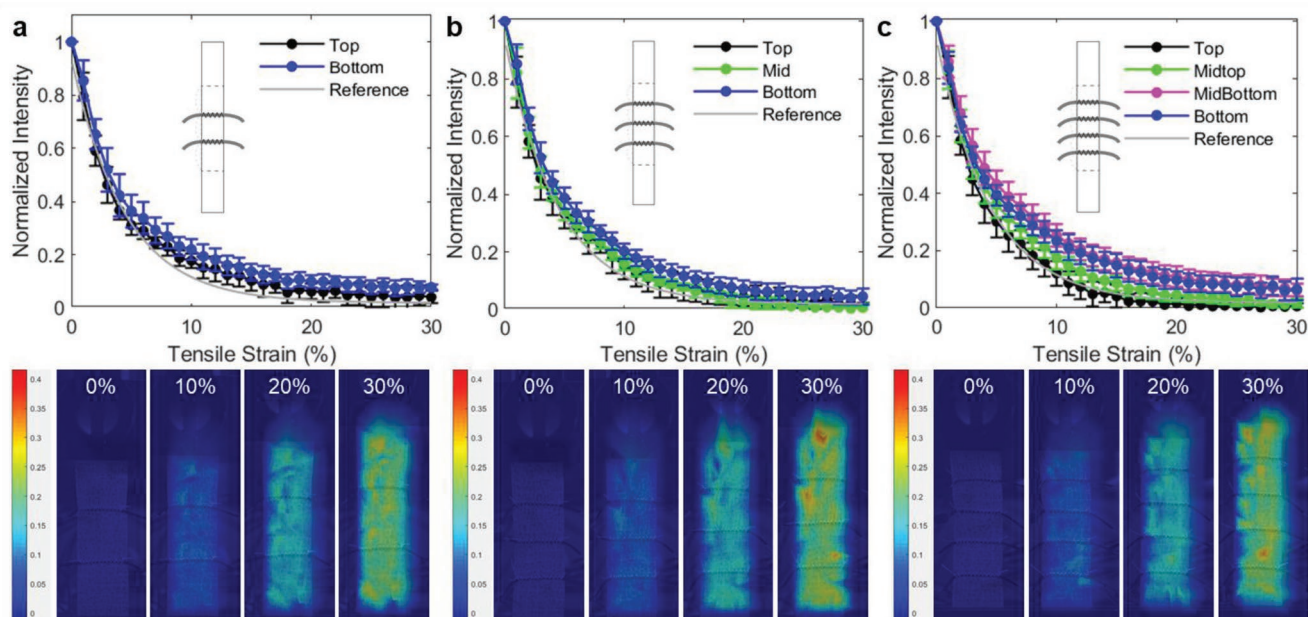 a
Normalized Intensity
1
0.8
0.6
0.4
0.2
0
Top
Bottom
Reference
0
10
20
30
Tensile Strain (%)
b
Normalized Intensity
1
0.8
0.6
0.4
0.2
0
Top
Mid
Bottom
Reference
0
10
20
30
Tensile Strain (%)
c
Normalized Intensity
1
0.8
0.6
0.4
0.2
0
Top
Midtop
MidBottom
Bottom
Reference
0
10
20
30
Tensile Strain (%)
0.4
0.35
0.3
0.25
0.2
0.15
0.1
0.05
0
0% 10% 20% 30%
0.4
0.35
0.3
0.25
0.2
0.15
0.1
0.05
0
0% 10% 20% 30%
0.4
0.35
0.3
0.25
0.2
0.15
0.1
0.05
0
0% 10% 20% 30%